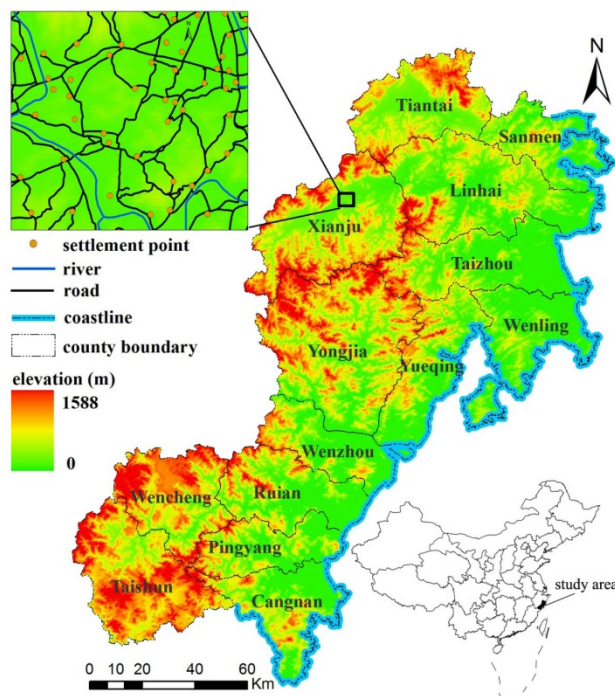 N
N
Tiantai
Sanmen
Linhai
Xianju
Taizhou
Wenling
Yongjia
Yueqing
Wenzhou
Wencheng
Ruian
Pingyang
Taishun
Cangnan
settlement point
river
road
coastline
county boundary
elevation (m)
1588
0
study area
0 10 20 40 60
Km